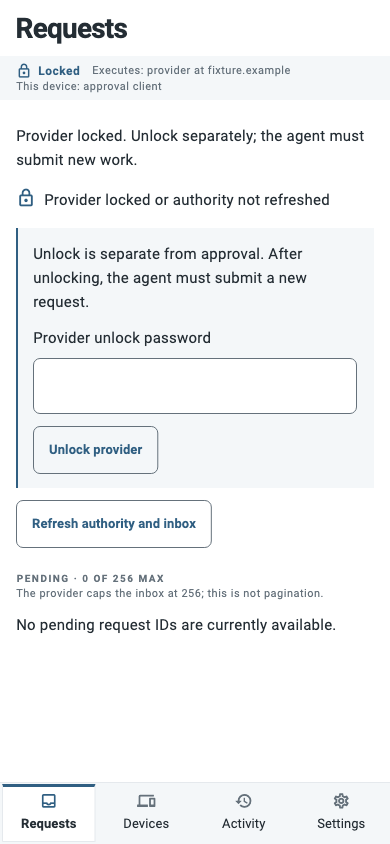 Requests
Locked Executes: provider at fixture.example
This device: approval client
Provider locked. Unlock separately; the agent must
submit new work.
Provider locked or authority not refreshed
Unlock is separate from approval. After
unlocking, the agent must submit a new
request.
Provider unlock password
Unlock provider
Refresh authority and inbox
PENDING · 0 OF 256 MAX
The provider caps the inbox at 256; this is not pagination.
No pending request IDs are currently available.
Requests Devices Activity Settings